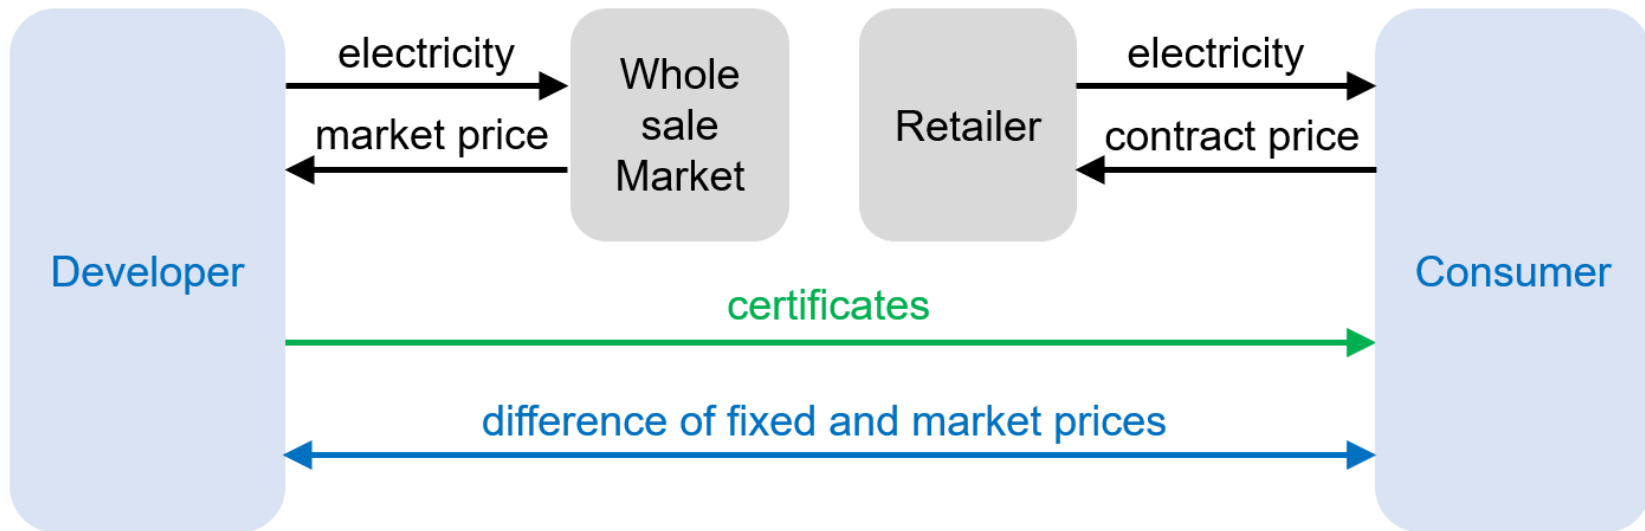 electricity
market price
Whole
sale
Market
Retailer
electricity
contract price
Developer
Consumer
certificates
difference of fixed and market prices